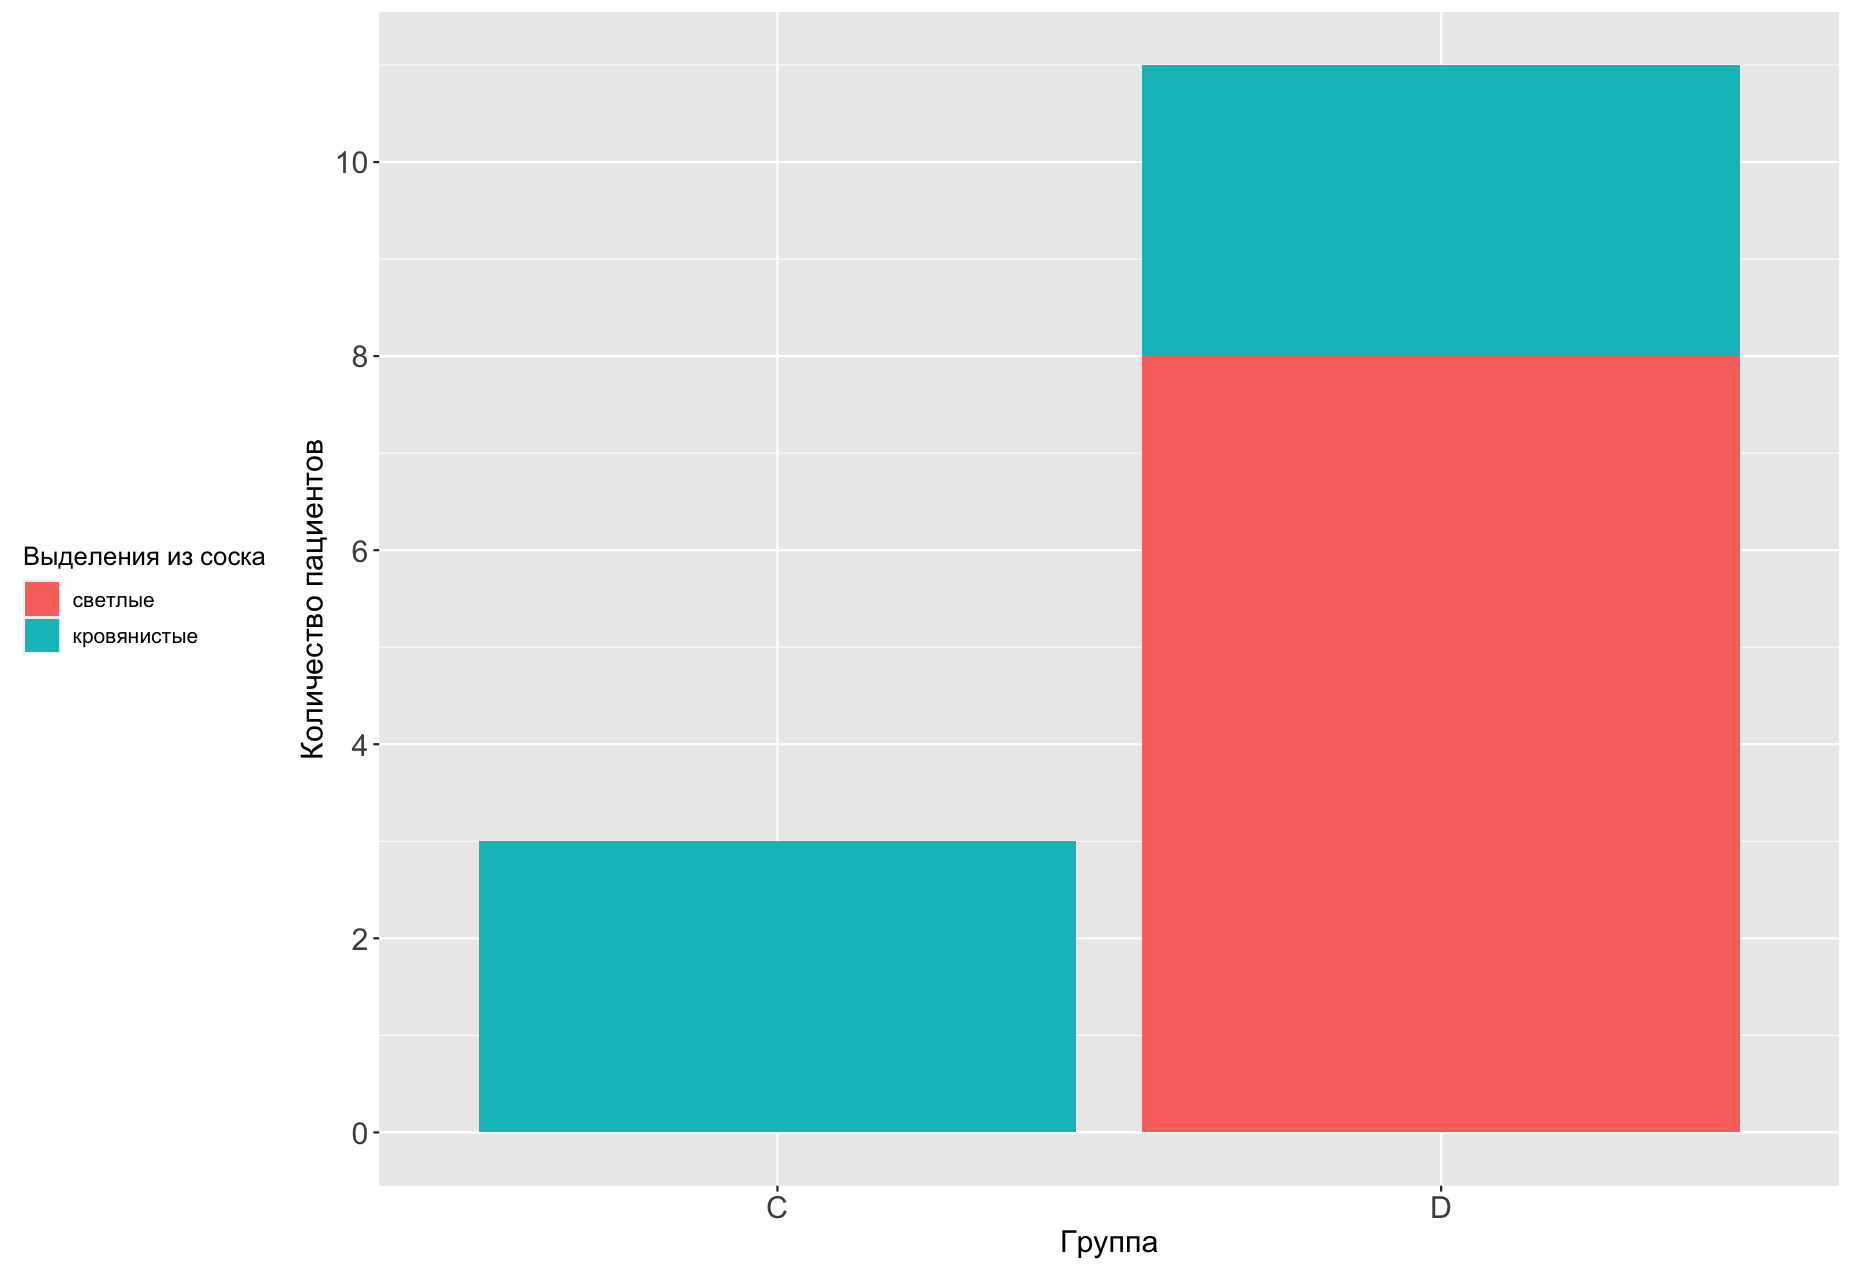 Выделения из соска
светлые
кровянистые
Количество пациентов
10
8
6
4
2
0
C
D
Группа